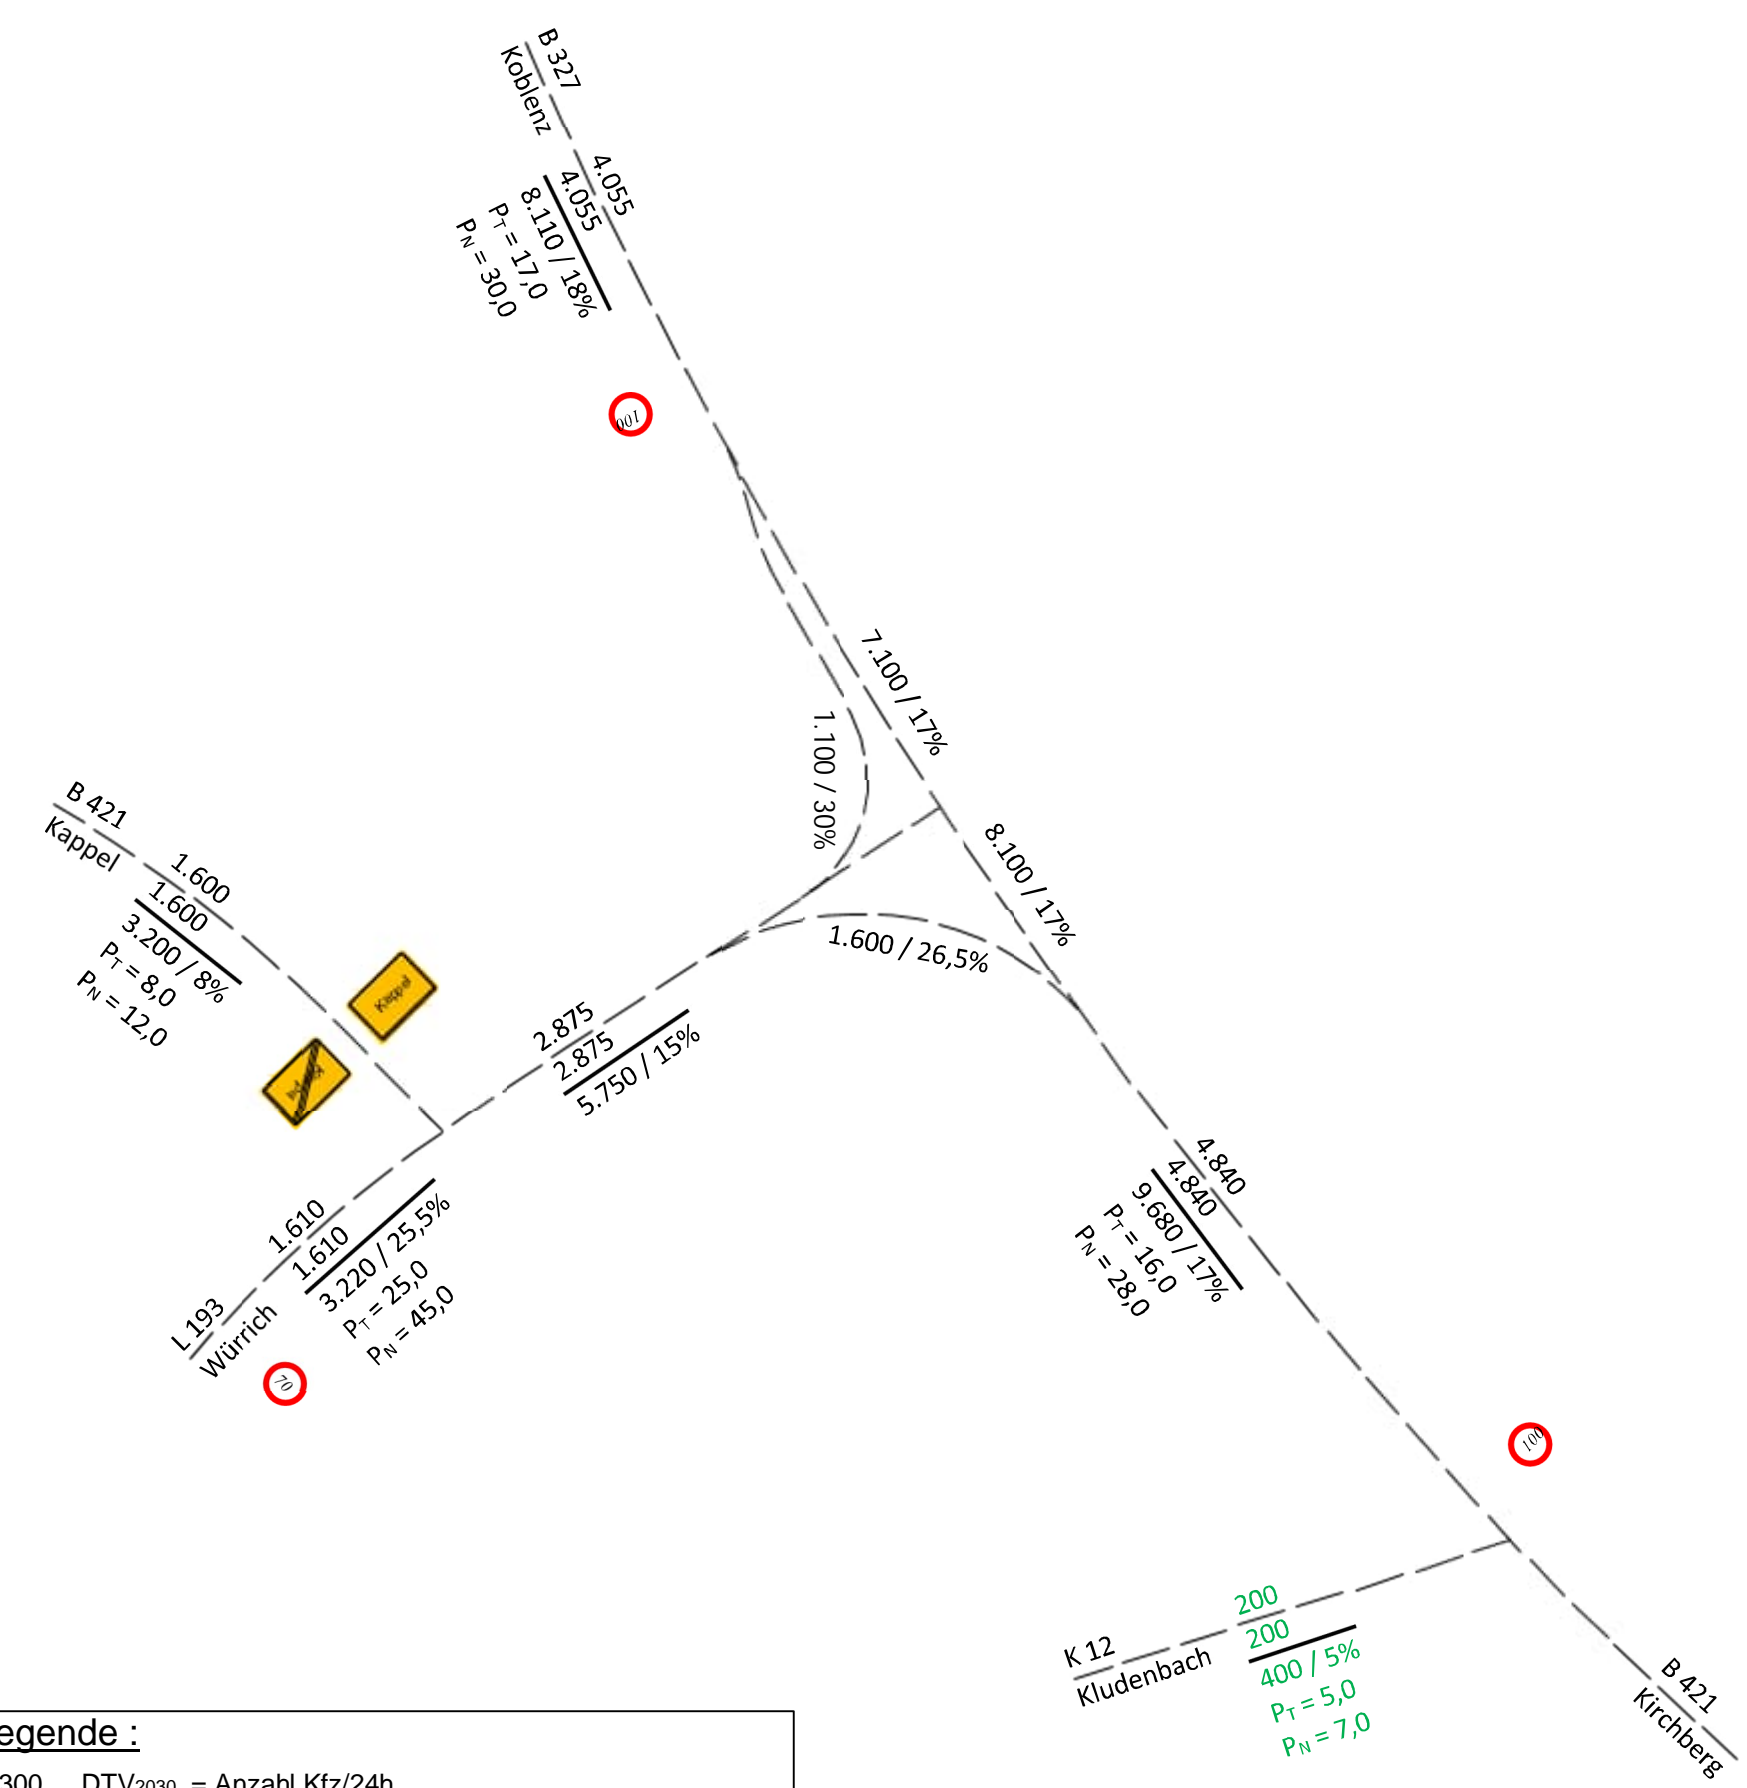 B 327
Koblenz
4.055
4.055
8.110 / 18%
PT = 17,0
PN = 30,0
100
7.100 / 17%
1.100 / 30%
8.100 / 17%
1.600 / 26,5%
B 421
Kappel
1.600
1.600
3.200 / 8%
PT = 8,0
PN = 12,0
Kappel
2.875
2.875
5.750 / 15%
1.610
1.610
3.220 / 25,5%
PT = 25,0
PN = 45,0
L 193
Würrich
70
4.840
4.840
9.680 / 17%
PT = 16,0
PN = 28,0
100
200
200
400 / 5%
PT = 5,0
PN = 7,0
K 12
Kludenbach
B 421
Kirchberg
egende :
300 DTV2030 = Anzahl Kfz/24h